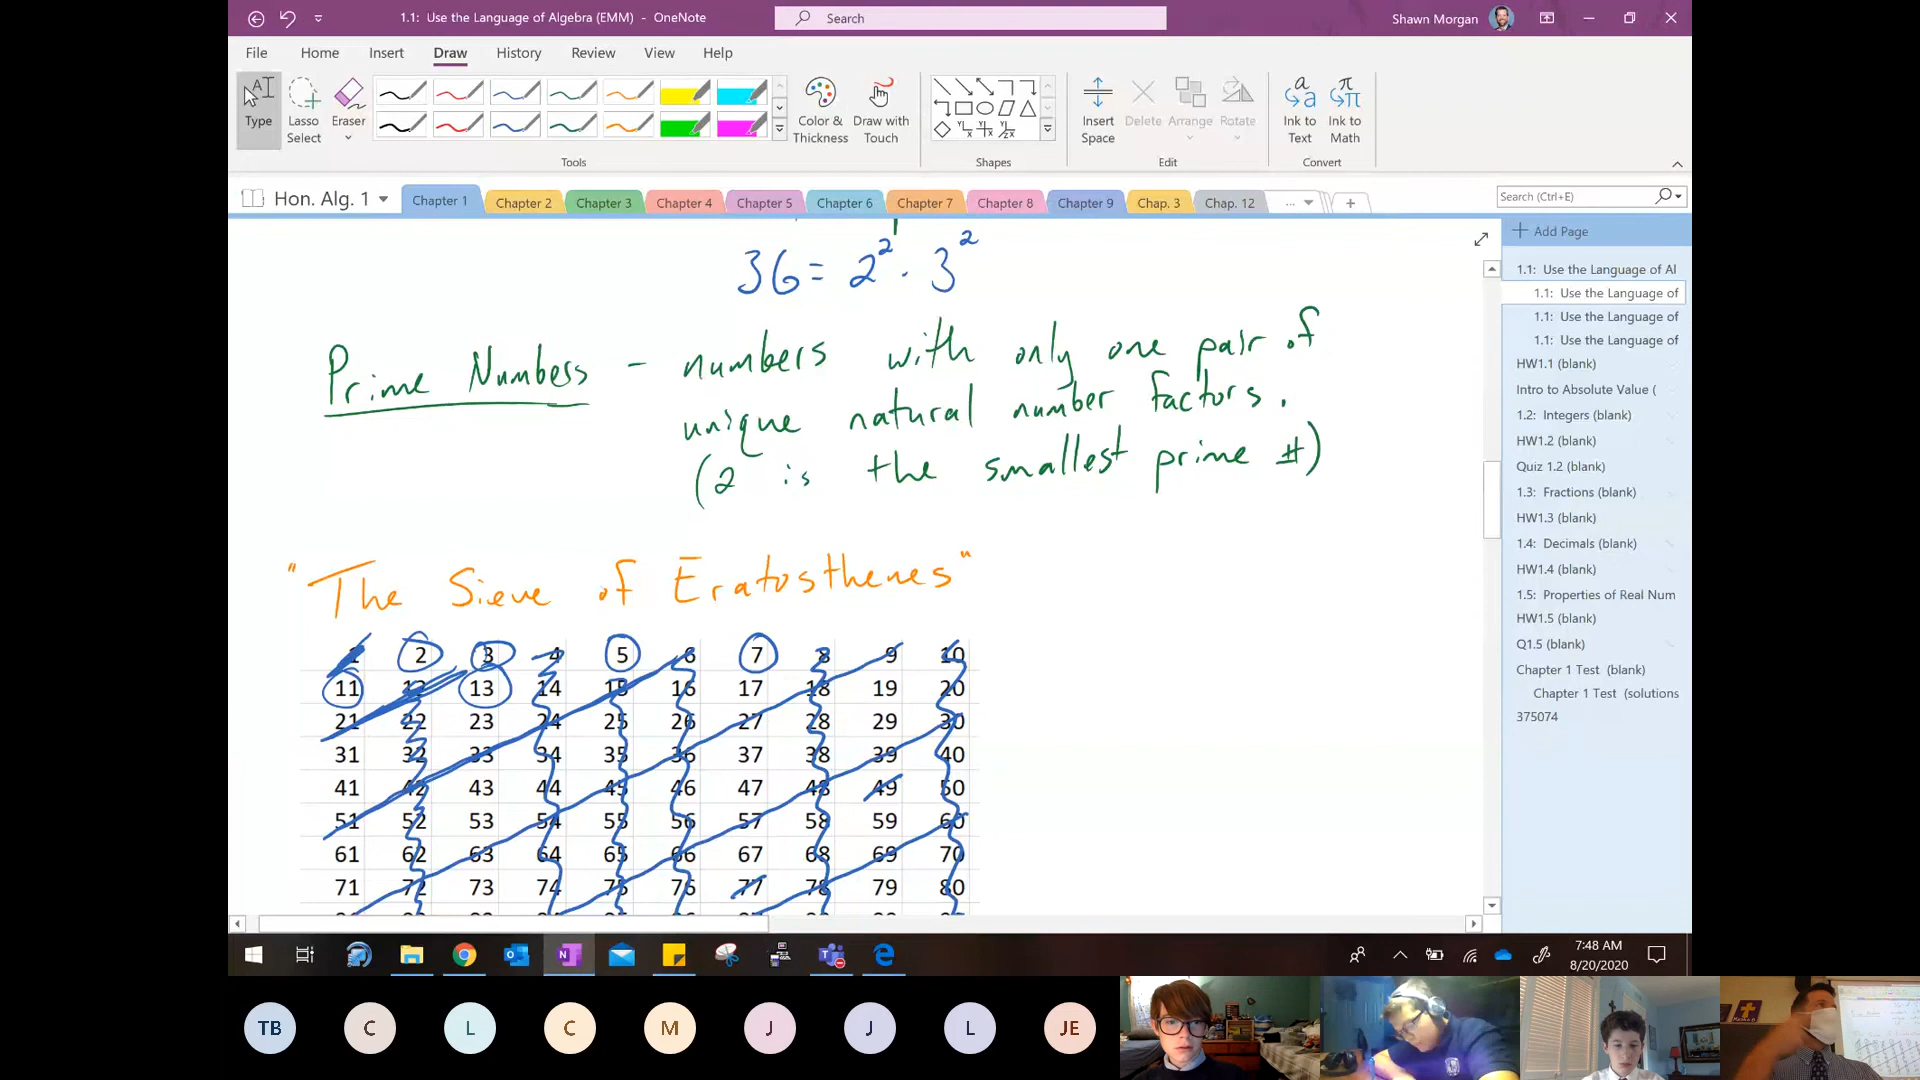 1.1: Use the Language of Algebra (EMM) - OneNote
Search
Shawn Morgan
File Home Insert Draw History Review View Help
Type
Lasso Select
Eraser
Color & Thickness
Draw with Touch
Insert Space
Delete
Arrange
Rotate
Ink to Text
Ink to Math
Tools
Shapes
Edit
Convert
Hon. Alg. 1
Chapter 1 Chapter 2 Chapter 3 Chapter 4 Chapter 5 Chapter 6 Chapter 7 Chapter 8 Chapter 9 Chap. 3 Chap. 12 ...
Search (Ctrl+E)
36 = 2² · 3²
Prime Numbers - numbers with only one pair of
unique natural number factors.
(2 is the smallest prime #)
"The Sieve of Eratosthenes"
1 2 3 4 5 6 7 8 9 10
11 12 13 14 15 16 17 18 19 20
21 22 23 24 25 26 27 28 29 30
31 32 33 34 35 36 37 38 39 40
41 42 43 44 45 46 47 48 49 50
51 52 53 54 55 56 57 58 59 60
61 62 63 64 65 66 67 68 69 70
71 72 73 74 75 76 77 78 79 80
Add Page
1.1: Use the Language of Al
1.1: Use the Language of
1.1: Use the Language of
1.1: Use the Language of
HW1.1 (blank)
Intro to Absolute Value (
1.2: Integers (blank)
HW1.2 (blank)
Quiz 1.2 (blank)
1.3: Fractions (blank)
HW1.3 (blank)
1.4: Decimals (blank)
HW1.4 (blank)
1.5: Properties of Real Num
HW1.5 (blank)
Q1.5 (blank)
Chapter 1 Test (blank)
Chapter 1 Test (solutions
375074
7:48 AM
8/20/2020
TB C L C M J J L JE